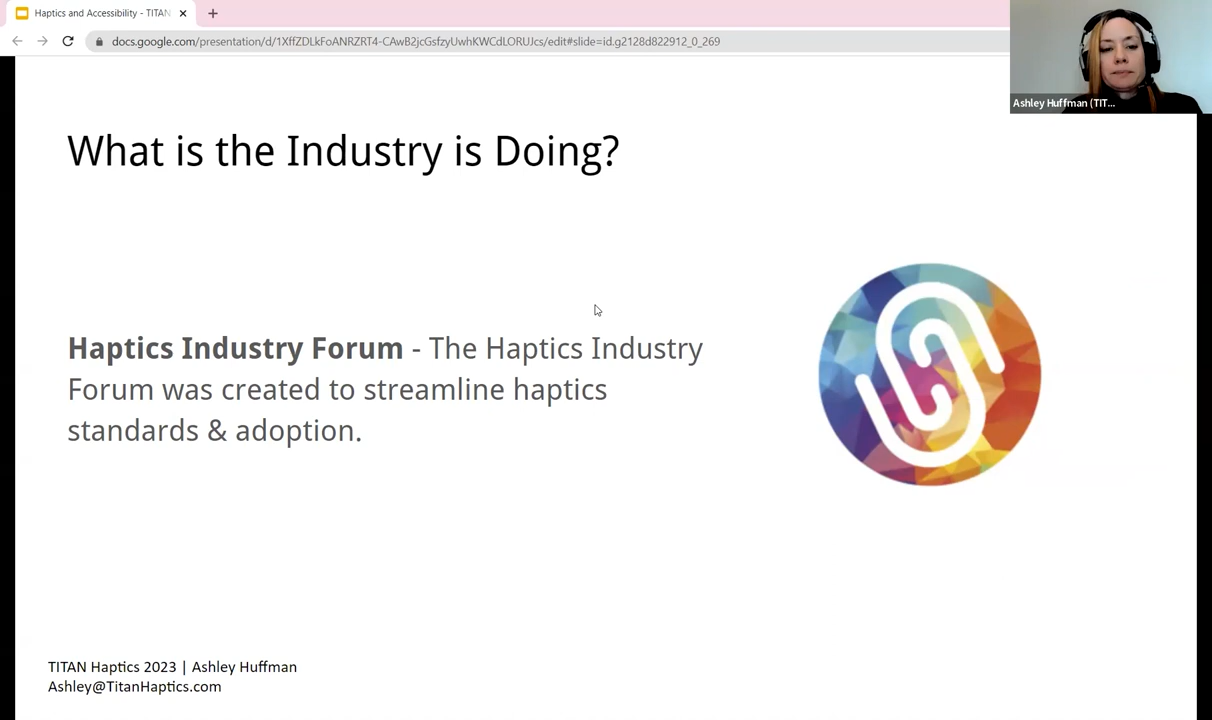 Haptics and Accessibility - TITAN
docs.google.com/presentation/d/1XffZDLkFoANRZRT4-CAwB2jcGsfzyUwhKWCdLORUJcs/edit#slide=id.g2128d822912_0_269
Ashley Huffman (TIT...
What is the Industry is Doing?
Haptics Industry Forum - The Haptics Industry
Forum was created to streamline haptics
standards & adoption.
TITAN Haptics 2023 | Ashley Huffman
Ashley@TitanHaptics.com